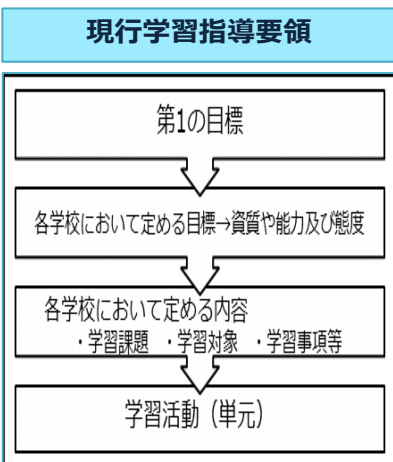 現行学習指導要領
第1の目標
各学校において定める目標→資質や能力及び態度
各学校において定める内容
・学習課題 ・学習対象 ・学習事項等
学習活動（単元）